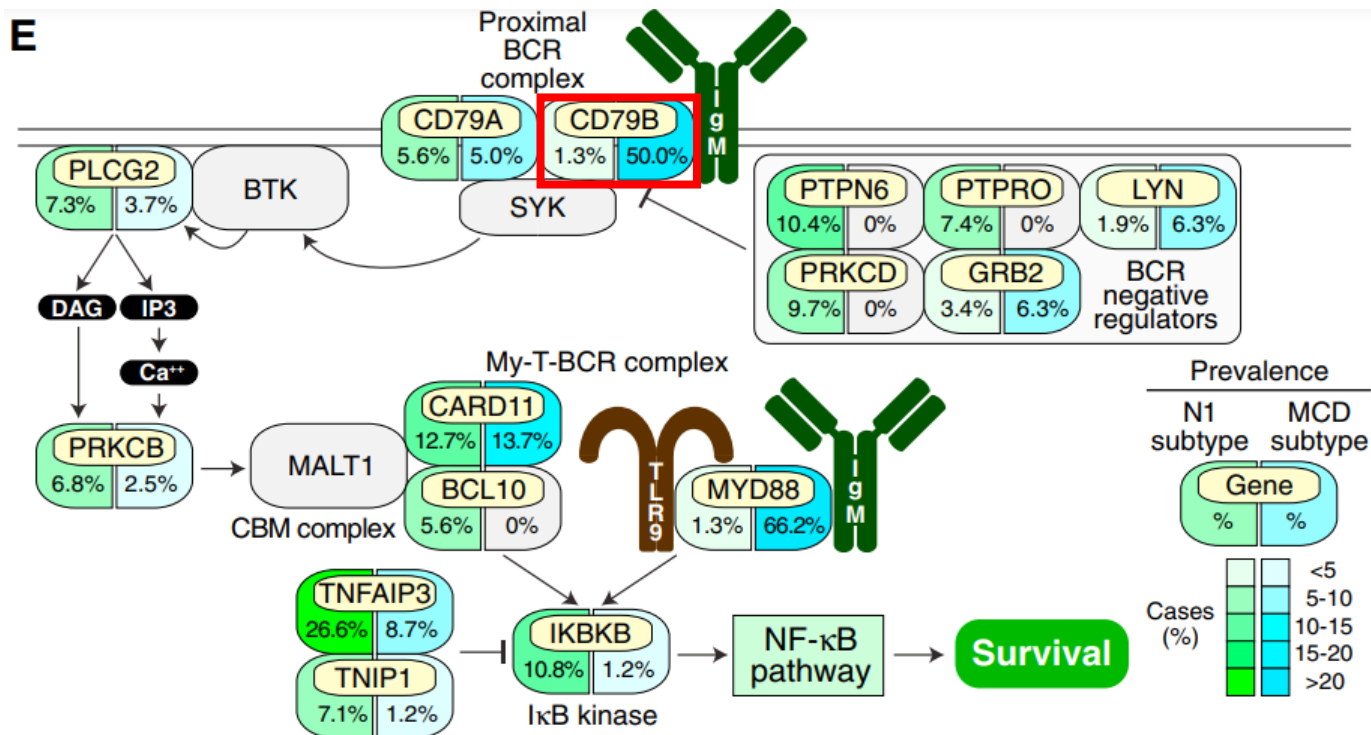 E
Proximal
BCR
complex
IgM
CD79A
5.6% 5.0%
CD79B
1.3% 50.0%
PLCG2
7.3% 3.7%
BTK
SYK
PTPN6
10.4% 0%
PTPRO
7.4% 0%
LYN
1.9% 6.3%
PRKCD
9.7% 0%
GRB2
3.4% 6.3%
BCR
negative
regulators
DAG
IP3
Ca++
My-T-BCR complex
PRKCB
6.8% 2.5%
MALT1
CARD11
12.7% 13.7%
BCL10
5.6% 0%
CBM complex
TLR9
MYD88
1.3% 66.2%
IgM
Prevalence
N1
subtype
MCD
subtype
Gene
% %
Cases
(%)
<5
5-10
10-15
15-20
>20
TNFAIP3
26.6% 8.7%
TNIP1
7.1% 1.2%
IKBKB
10.8% 1.2%
IκB kinase
NF-κB
pathway
Survival